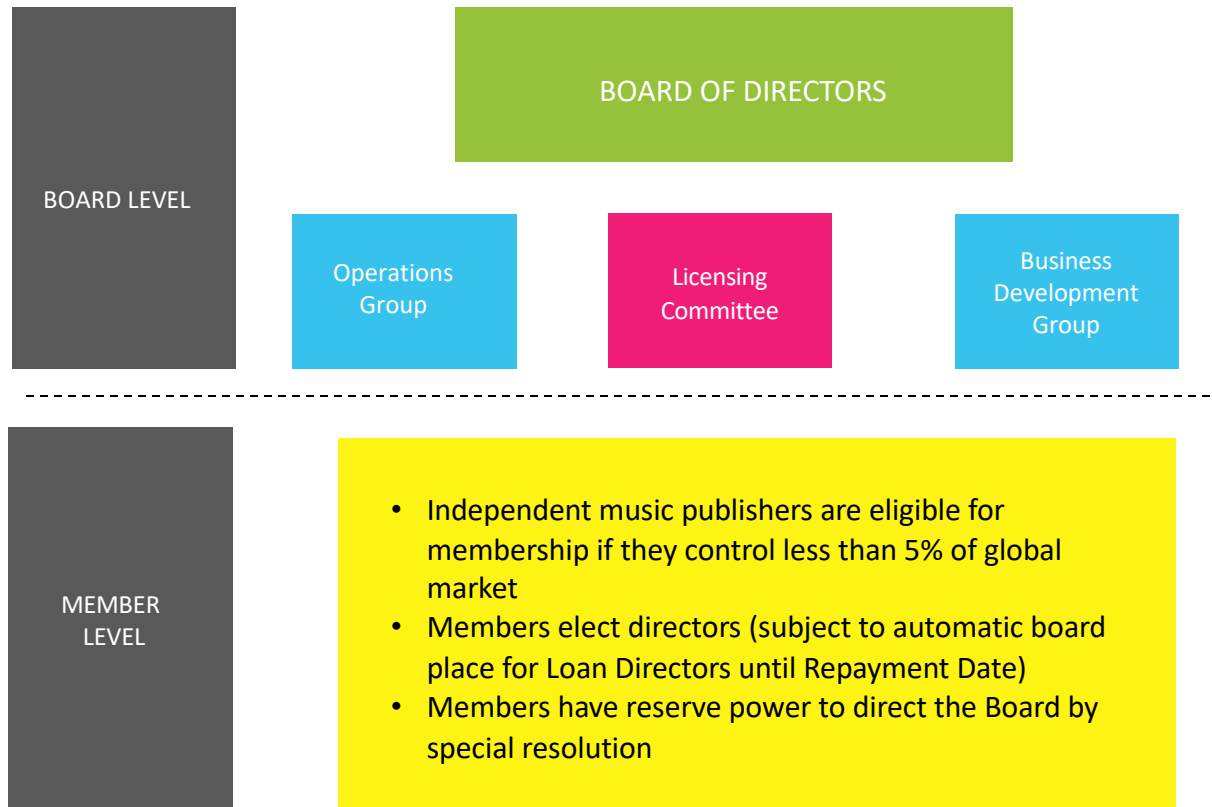 BOARD OF DIRECTORS
BOARD LEVEL
Operations
Group
Licensing
Committee
Business
Development
Group
MEMBER
LEVEL
• Independent music publishers are eligible for
membership if they control less than 5% of global
market
• Members elect directors (subject to automatic board
place for Loan Directors until Repayment Date)
• Members have reserve power to direct the Board by
special resolution